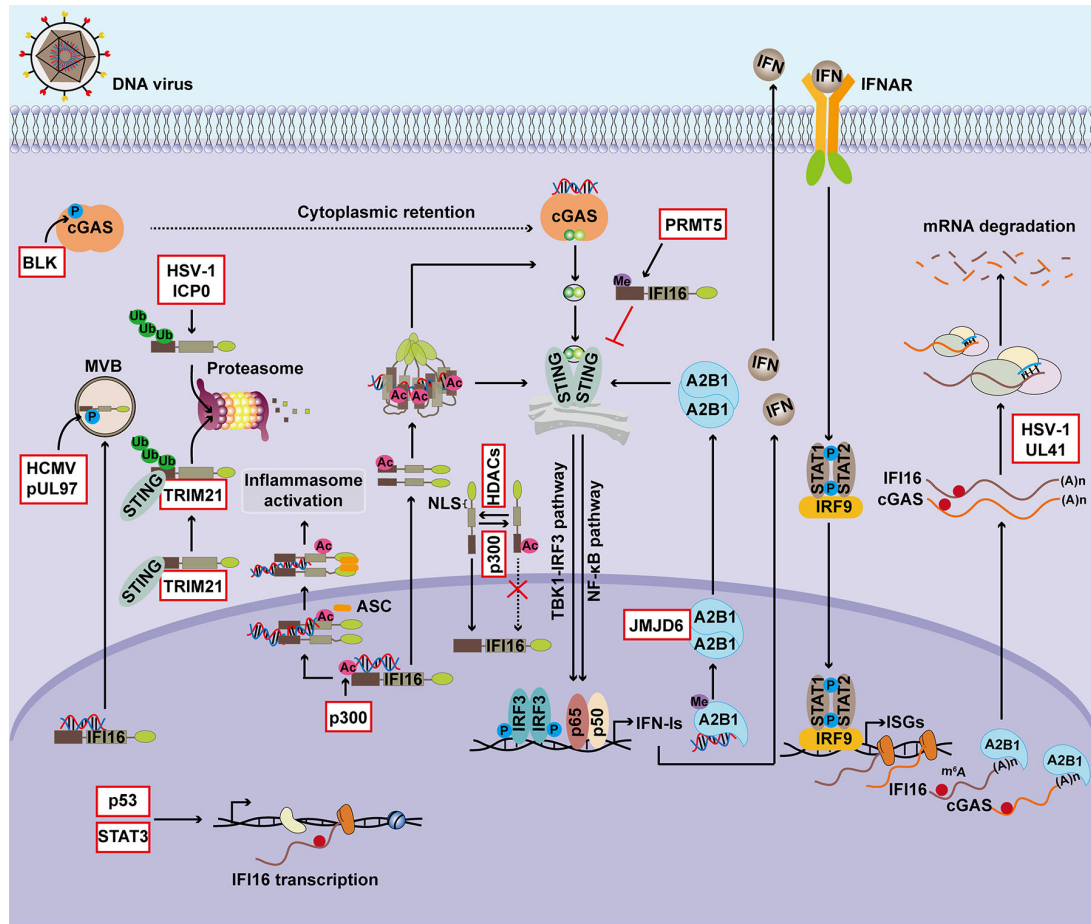 DNA virus
IFN
IFN
IFNAR
P
cGAS
BLK
Cytoplasmic retention
cGAS
PRMT5
Me
IFI16
mRNA degradation
HSV-1
ICP0
Ub
Ub
Ub
MVB
P
Proteasome
HCMV
pUL97
Ub
Ub
Ub
STING
TRIM21
STING
TRIM21
Ac
Ac
Ac
STING
STING
A2B1
A2B1
IFN
IFN
HSV-1
UL41
IFI16
(A)n
cGAS
(A)n
STAT1
P
P
STAT2
IRF9
Inflammasome
activation
Ac
NLS
HDACs
p300
Ac
Ac
ASC
Ac
TBK1-IRF3 pathway
NF-κB pathway
IFI16
Ac
IFI16
p300
JMJD6
A2B1
A2B1
Me
A2B1
IFI16
P
IRF3
IRF3
P
p65
p50
IFN-Is
STAT1
P
P
STAT2
IRF9
ISGs
A2B1
(A)n
A2B1
(A)n
m⁶A
IFI16
cGAS
p53
STAT3
IFI16 transcription